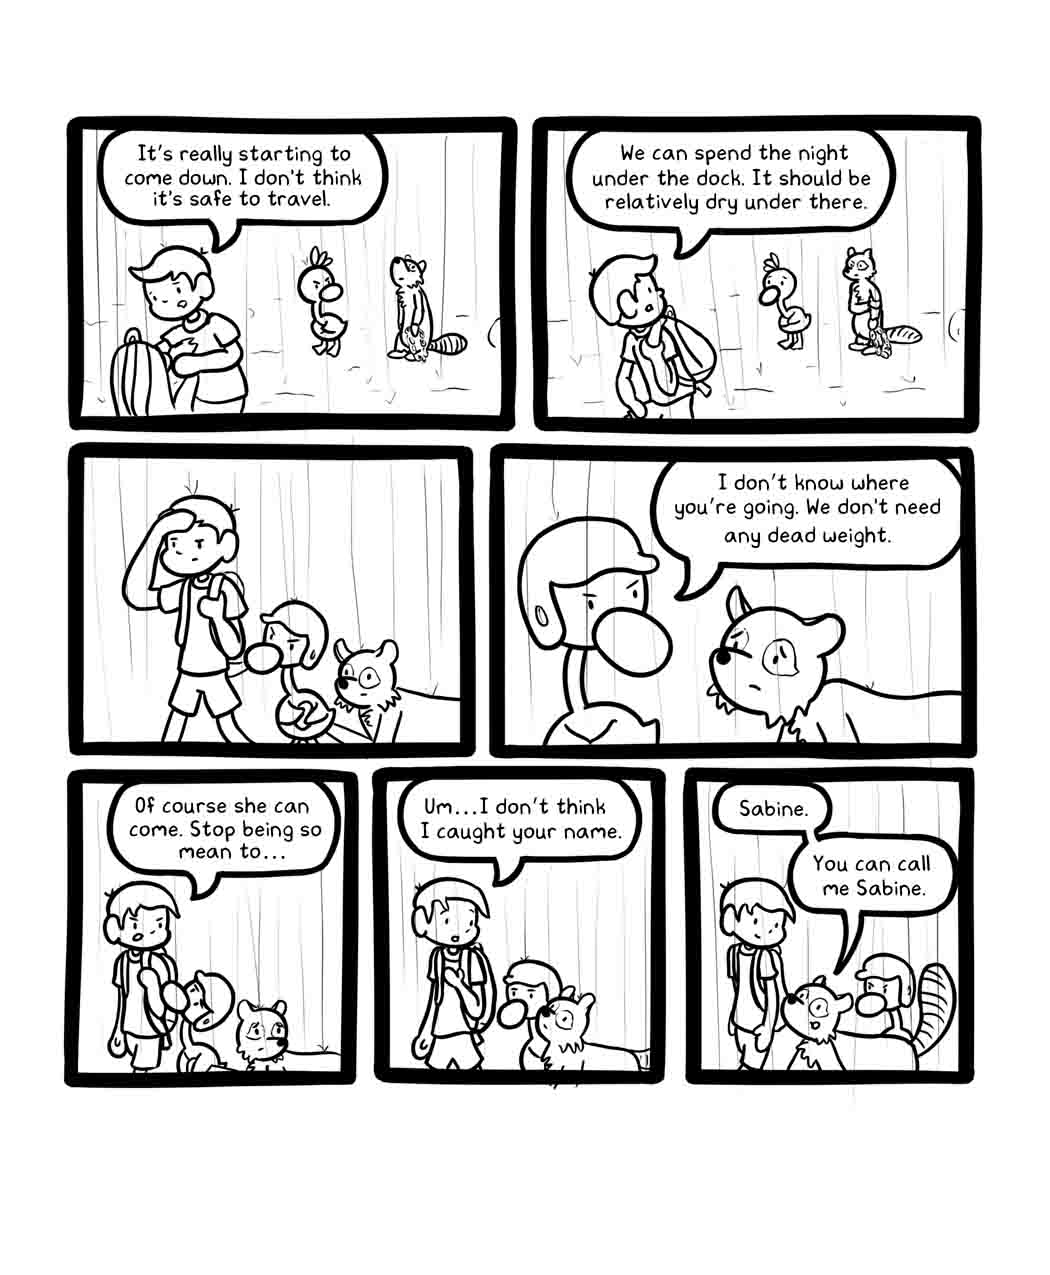 It's really starting to
come down. I don't think
it's safe to travel.
We can spend the night
under the dock. It should be
relatively dry under there.
I don't know where
you're going. We don't need
any dead weight.
Of course she can
come. Stop being so
mean to...
Um...I don't think
I caught your name.
Sabine.
You can call
me Sabine.